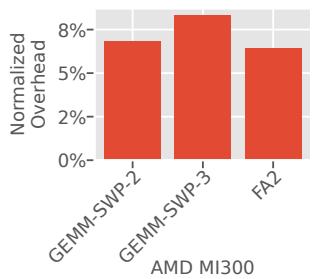 Normalized
Overhead
8%
5%
2%
0%
GEMM-SWP-2
GEMM-SWP-3
FA2
AMD MI300